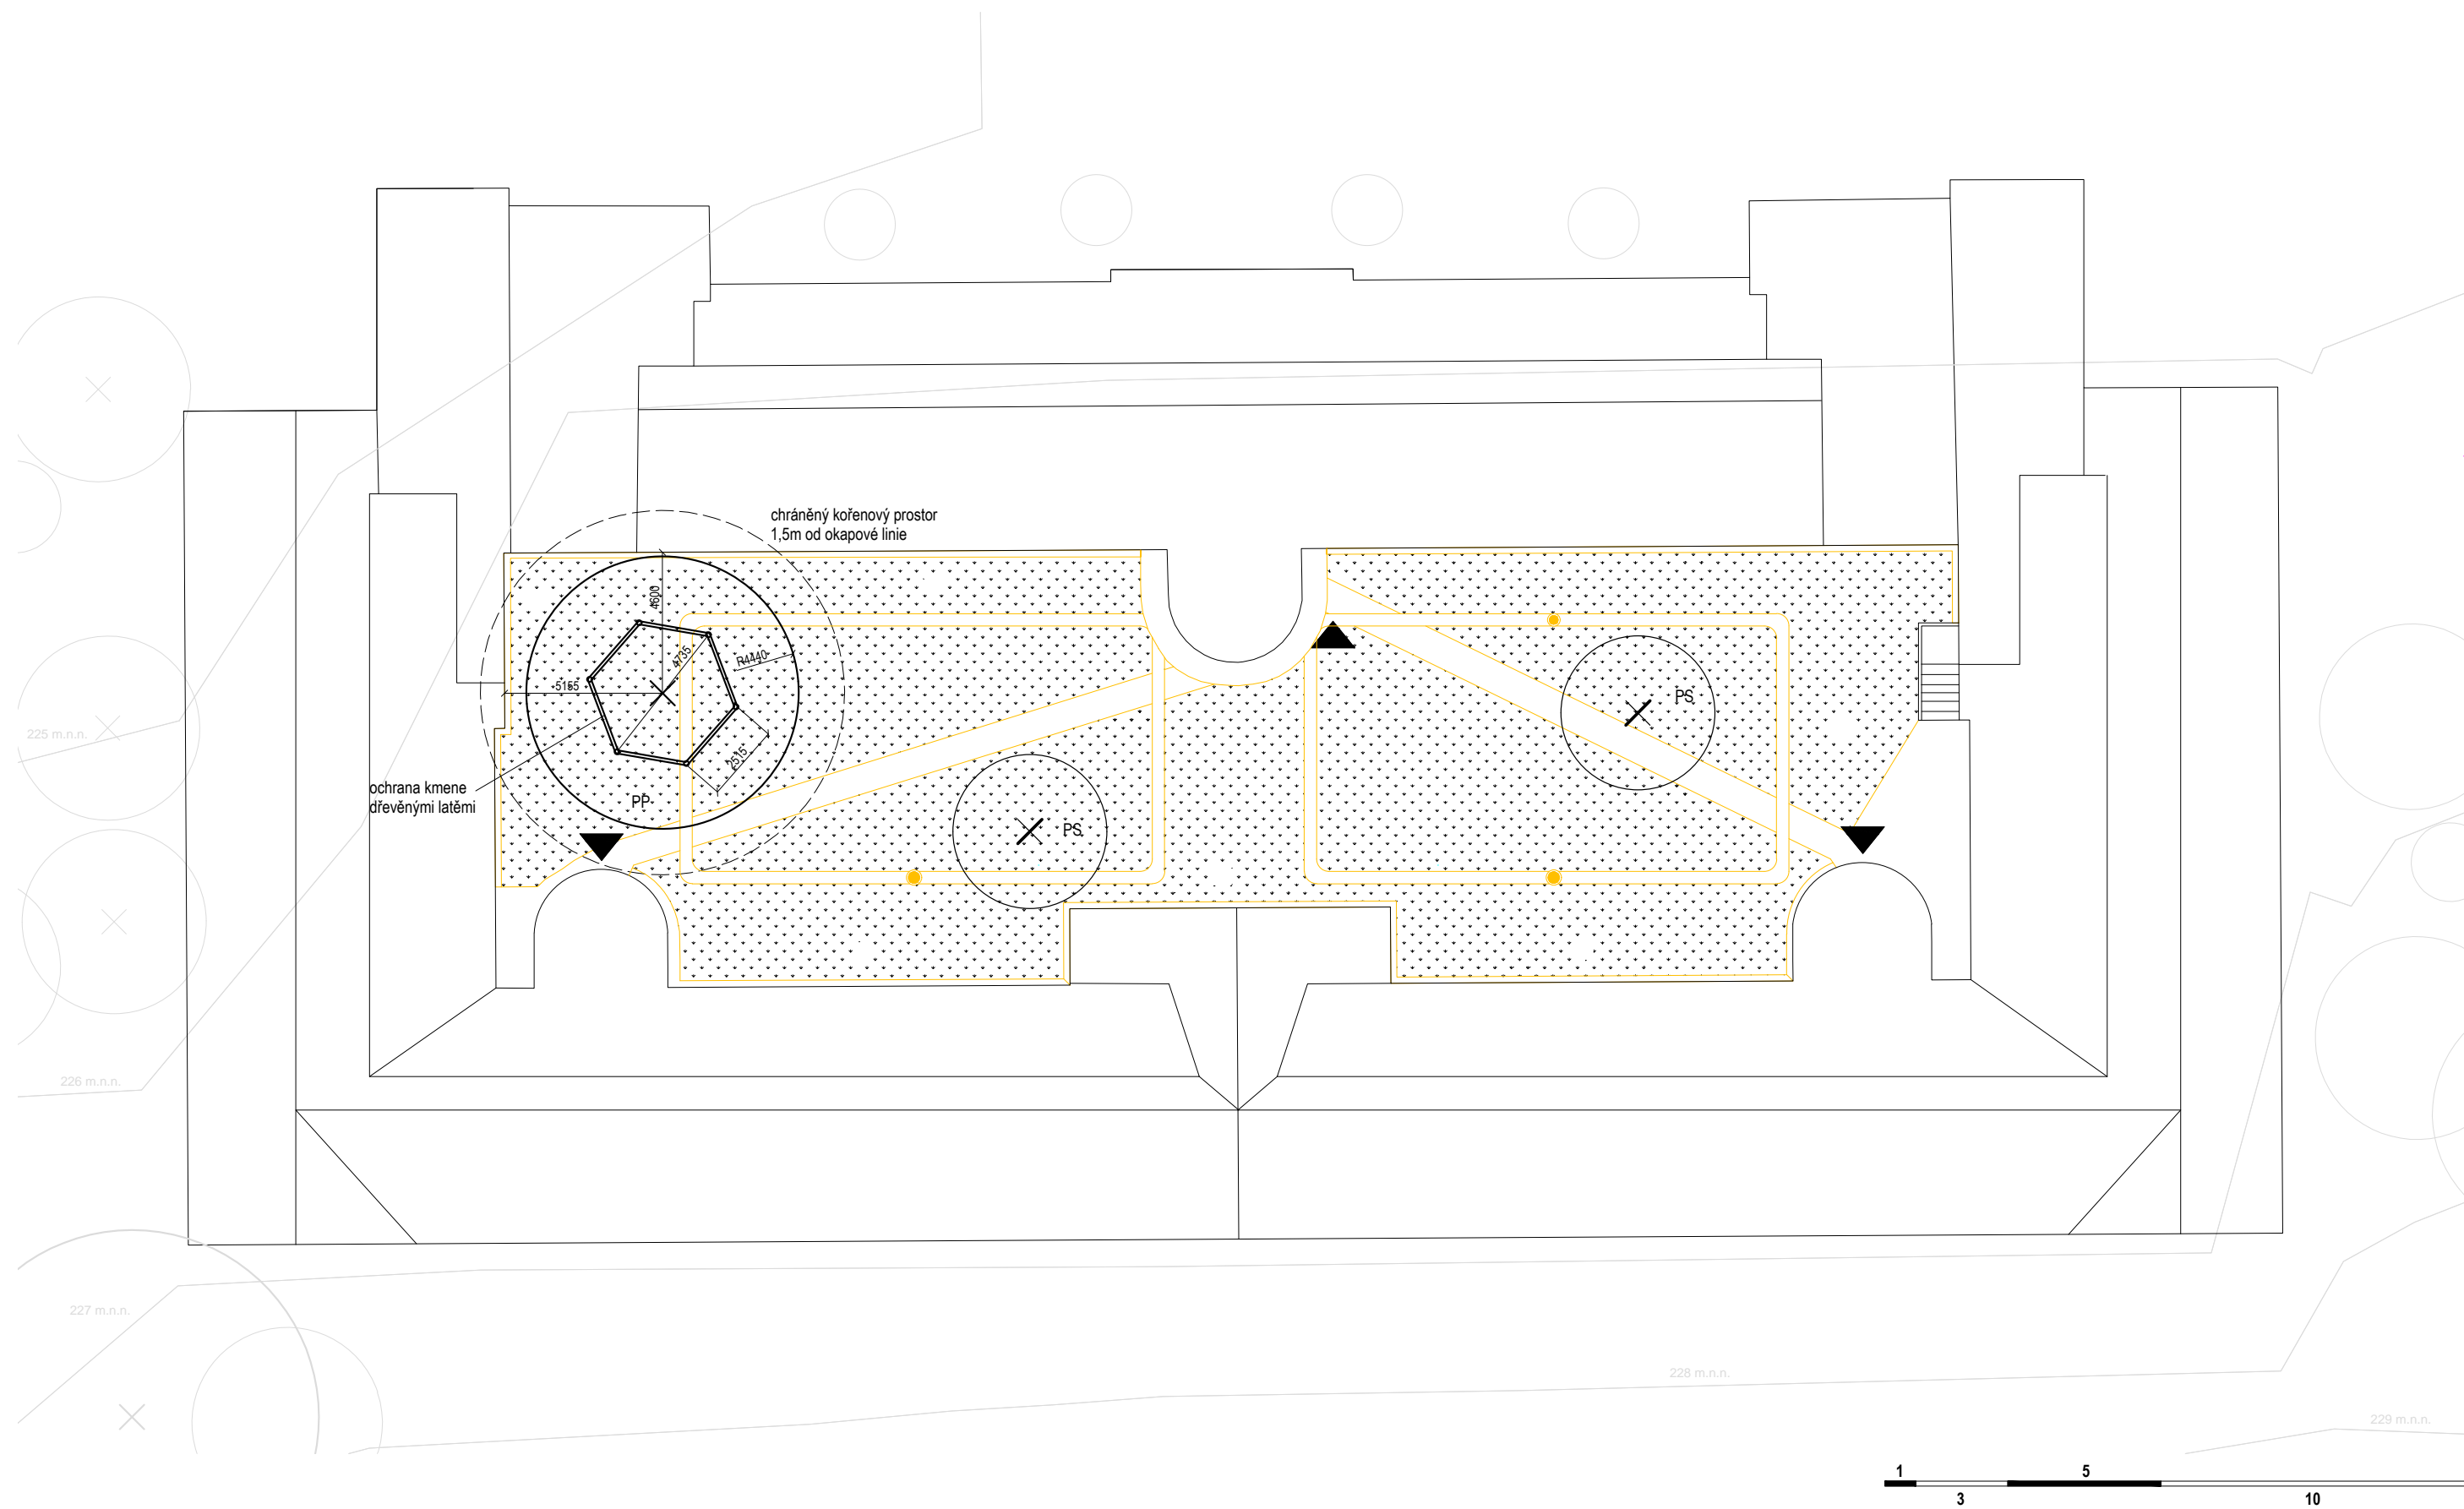 chráněný kořenový prostor
1,5m od okapové linie
4600
4735
R4440
5155
PS
225 m.n.n.
2515
ochrana kmene
dřevěnými latěmi
PP
PS
226 m.n.n.
227 m.n.n.
228 m.n.n.
229 m.n.n.
1
5
3
10